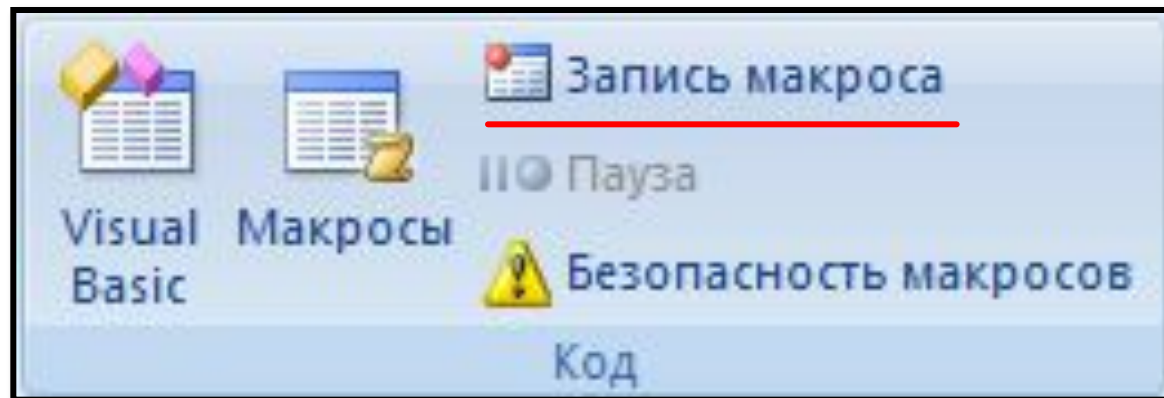 Запись макроса
Пауза
Visual Basic
Макросы
Безопасность макросов
Код